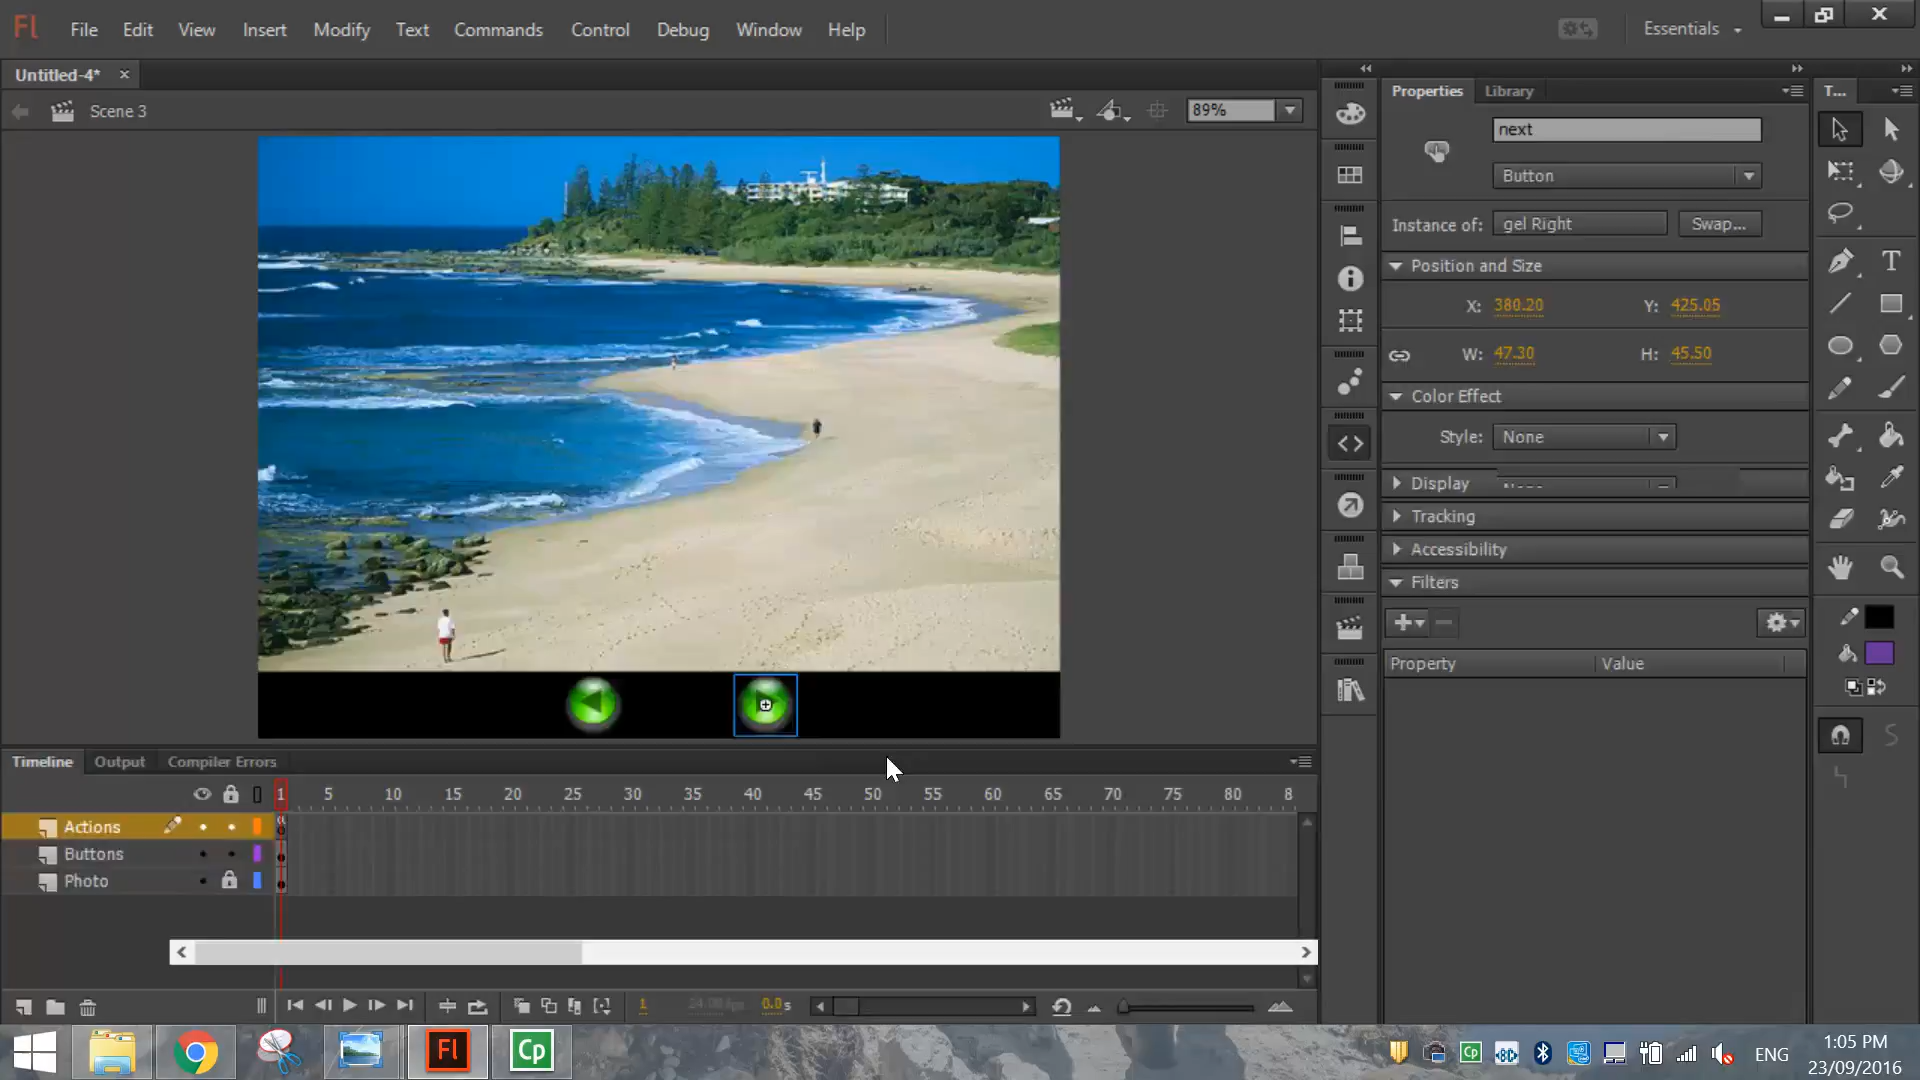 Fl File Edit View Insert Modify Text Commands Control Debug Window Help Essentials
Untitled-4*
Scene 3
89%
Properties Library
T...
next
Button
Instance of: gel Right Swap...
Position and Size
X: 380.20 Y: 425.05
W: 47.30 H: 45.50
Color Effect
Style: None
Display
Tracking
Accessibility
Filters
Property Value
Timeline Output Compiler Errors
1 5 10 15 20 25 30 35 40 45 50 55 60 65 70 75 80 8
Actions
Buttons
Photo
1 24.00 fps 0.0 s
Fl Cp
Cp ENG
1:05 PM
23/09/2016